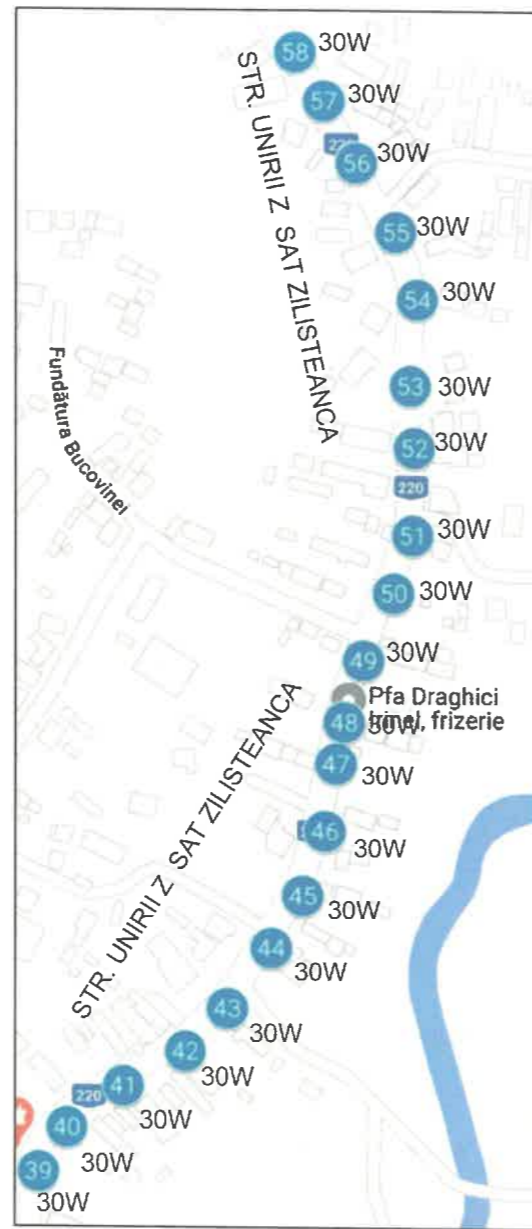 58 30W
57 30W
56 30W
STR. UNIRII Z SAT ZILISTEANCA
55 30W
54 30W
53 30W
Fundătura Bucovinei
52 30W
220
51 30W
50 30W
49 30W
Pfa Draghici
48 30W frizerie
47 30W
STR. UNIRII Z SAT ZILISTEANCA
46 30W
45 30W
44 30W
43 30W
42 30W
220
41 30W
40 30W
39 30W